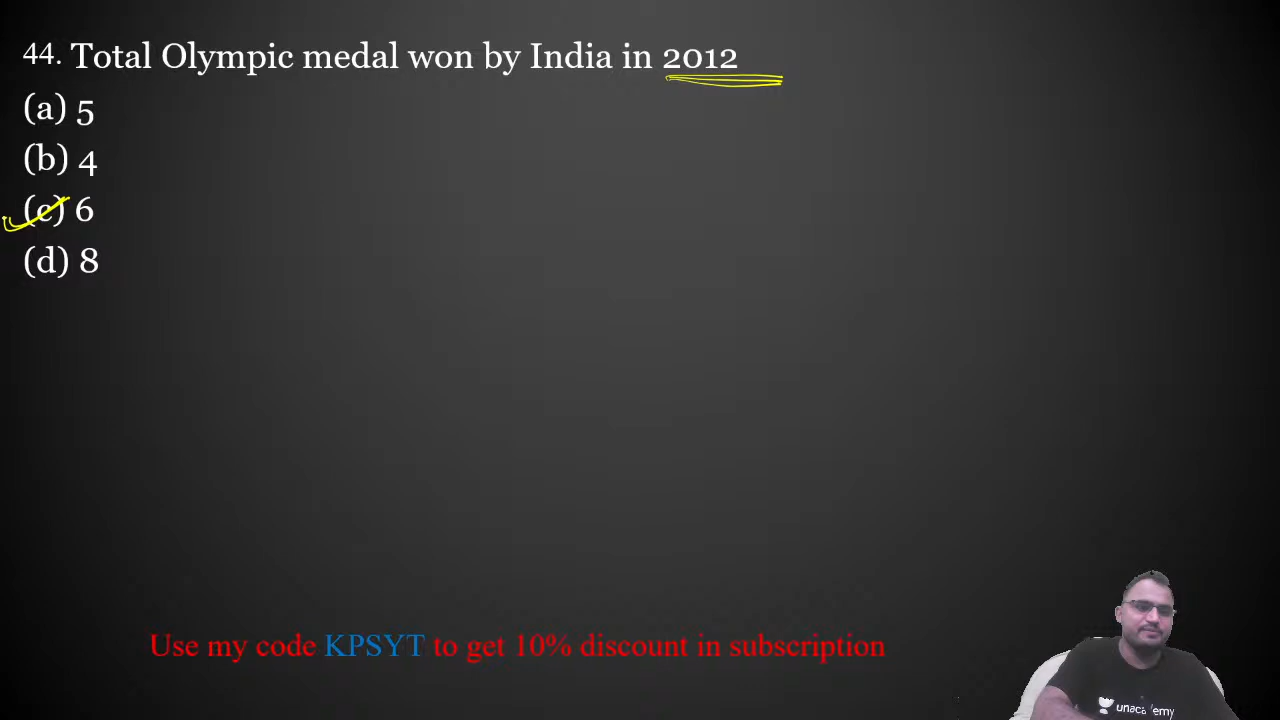 44. Total Olympic medal won by India in 2012
(a) 5
(b) 4
(c) 6
(d) 8
Use my code KPSYT to get 10% discount in subscription
unacademy